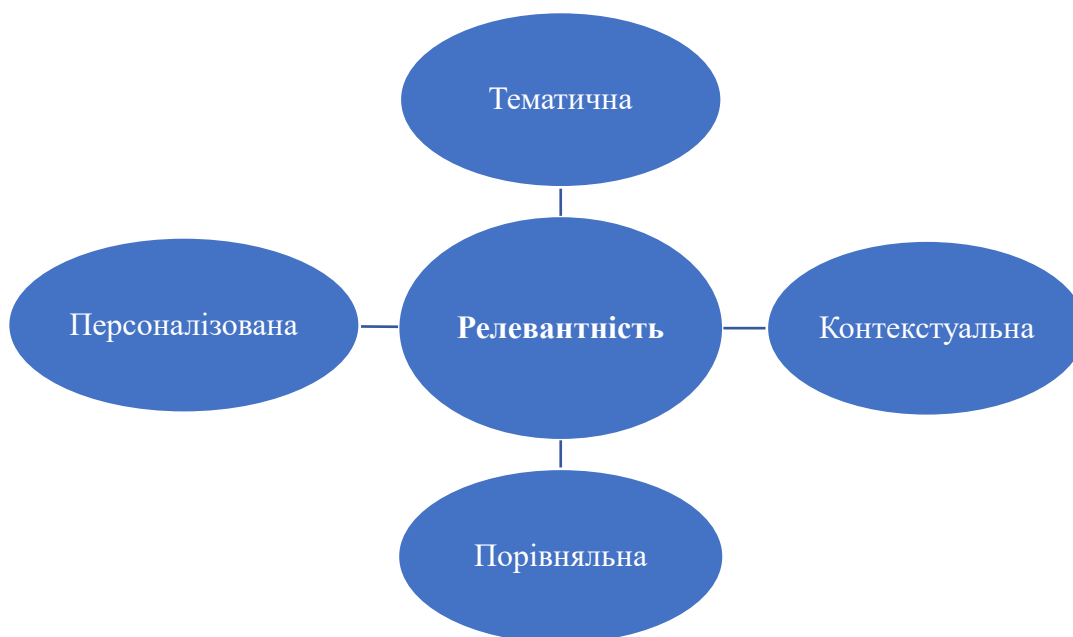 Тематична
Персоналізована
Релевантність
Контекстуальна
Порівняльна